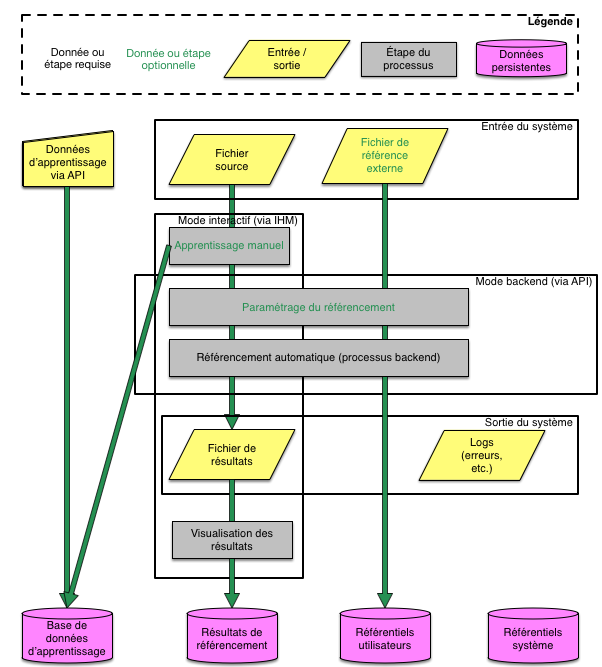 Légende
Donnée ou
étape requise
Donnée ou étape
optionnelle
Entrée /
sortie
Étape du
processus
Données
persistentes
Entrée du système
Données
d'apprentissage
via API
Fichier
source
Fichier de
référence
externe
Mode interactif (via IHM)
Apprentissage manuel
Mode backend (via API)
Paramétrage du référencement
Référencement automatique (processus backend)
Sortie du système
Fichier de
résultats
Logs
(erreurs,
etc.)
Visualisation des
résultats
Base de
données
d'apprentissage
Résultats de
référencement
Référentiels
utilisateurs
Référentiels
système